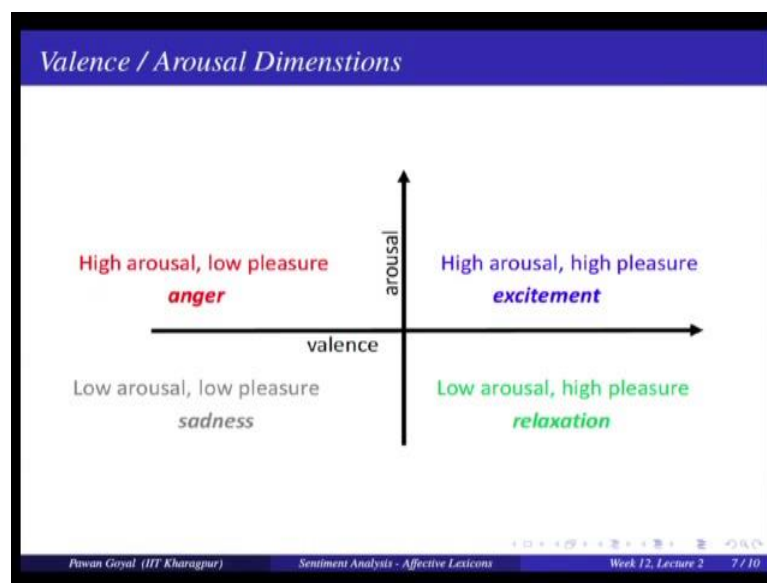 Valence / Arousal Dimenstions
High arousal, low pleasure
anger
arousal
High arousal, high pleasure
excitement
valence
Low arousal, low pleasure
sadness
Low arousal, high pleasure
relaxation
Pawan Goyal (IIT Kharagpur) Sentiment Analysis - Affective Lexicons Week 12, Lecture 2 7 / 10